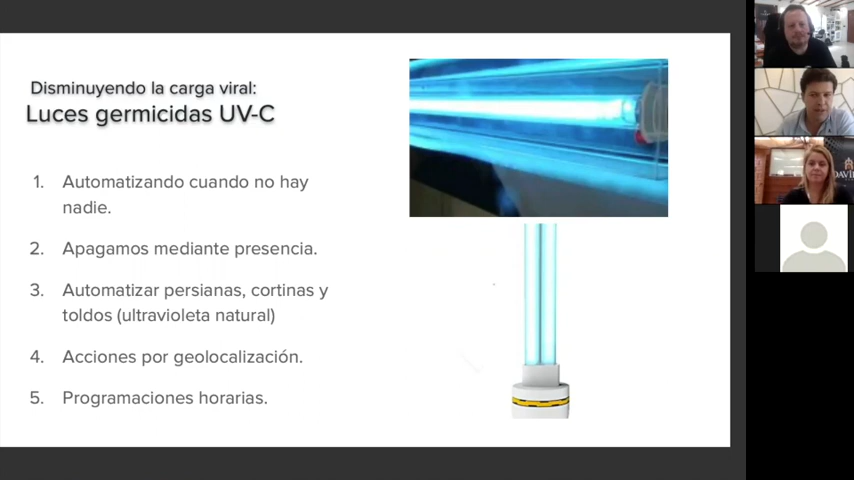 Disminuyendo la carga viral:
Luces germicidas UV-C
1. Automatizando cuando no hay
nadie.
2. Apagamos mediante presencia.
3. Automatizar persianas, cortinas y
toldos (ultravioleta natural)
4. Acciones por geolocalización.
5. Programaciones horarias.